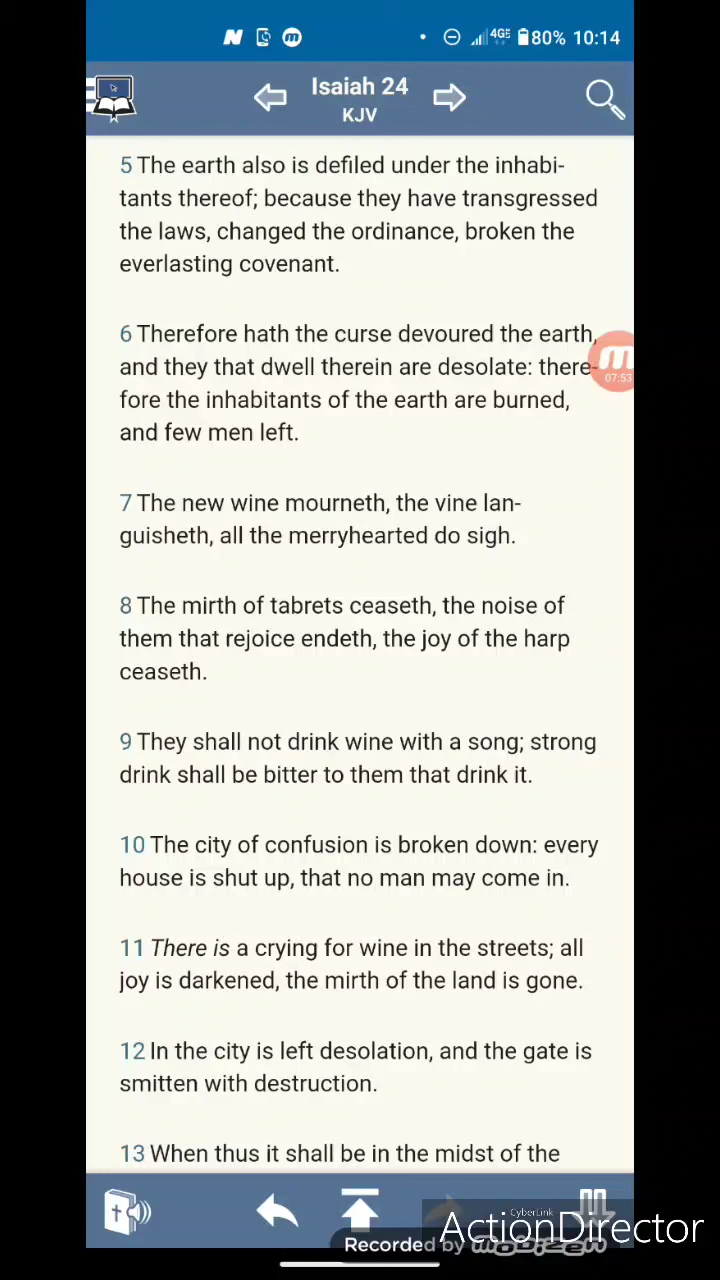 80% 10:14
Isaiah 24
KJV
5 The earth also is defiled under the inhabi-
tants thereof; because they have transgressed
the laws, changed the ordinance, broken the
everlasting covenant.
6 Therefore hath the curse devoured the earth,
and they that dwell therein are desolate: there-
fore the inhabitants of the earth are burned,
and few men left.
07:53
7 The new wine mourneth, the vine lan-
guisheth, all the merryhearted do sigh.
8 The mirth of tabrets ceaseth, the noise of
them that rejoice endeth, the joy of the harp
ceaseth.
9 They shall not drink wine with a song; strong
drink shall be bitter to them that drink it.
10 The city of confusion is broken down: every
house is shut up, that no man may come in.
11 There is a crying for wine in the streets; all
joy is darkened, the mirth of the land is gone.
12 In the city is left desolation, and the gate is
smitten with destruction.
13 When thus it shall be in the midst of the
CyberLink
ActionDirector
Recorded by mobizen